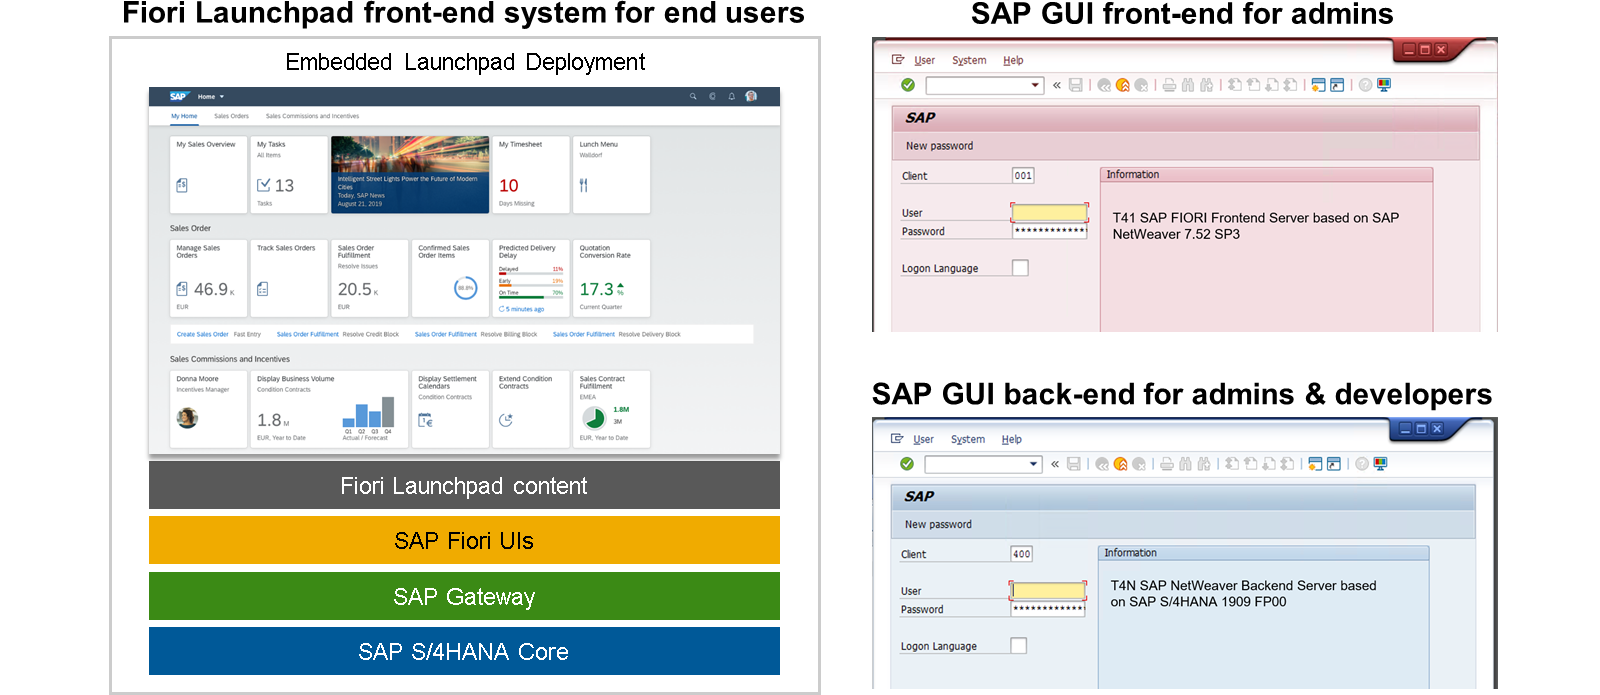 Fiori Launchpad front-end system for end users
Embedded Launchpad Deployment
SAP Home
My Home Sales Orders Sales Commissions and Incentives
My Sales Overview
My Tasks
All Items
13
Tasks
Intelligent Street Lights Power the Future of Modern
Cities
Today, SAP News
August 21, 2019
My Timesheet
10
Days Missing
Lunch Menu
Walldorf
Sales Order
Manage Sales
Orders
46.9 K
EUR
Track Sales Orders
Sales Order
Fulfillment
Resolve Issues
20.5 K
EUR
Confirmed Sales
Order Items
88.8%
Predicted Delivery
Delay
Delayed 11%
Early 19%
On Time 70%
5 minutes ago
Quotation
Conversion Rate
17.3 %
Current Quarter
Create Sales Order Fast Entry Sales Order Fulfillment Resolve Credit Block Sales Order Fulfillment Resolve Billing Block Sales Order Fulfillment Resolve Delivery Block
Sales Commissions and Incentives
Donna Moore
Incentives Manager
Display Business Volume
Condition Contracts
1.8 M
EUR, Year to Date
Q1 Q2 Q3 Q4
Actual / Forecast
Display Settlement
Calendars
Condition Contracts
Extend Condition
Contracts
Sales Contract
Fulfillment
EMEA
1.8M
3M
EUR, Year to Date
Fiori Launchpad content
SAP Fiori UIs
SAP Gateway
SAP S/4HANA Core
SAP GUI front-end for admins
User System Help
SAP
New password
Client 001
User
Password ************
Logon Language
Information
T41 SAP FIORI Frontend Server based on SAP
NetWeaver 7.52 SP3
SAP GUI back-end for admins & developers
User System Help
SAP
New password
Client 400
User
Password ************
Logon Language
Information
T4N SAP NetWeaver Backend Server based
on SAP S/4HANA 1909 FP00